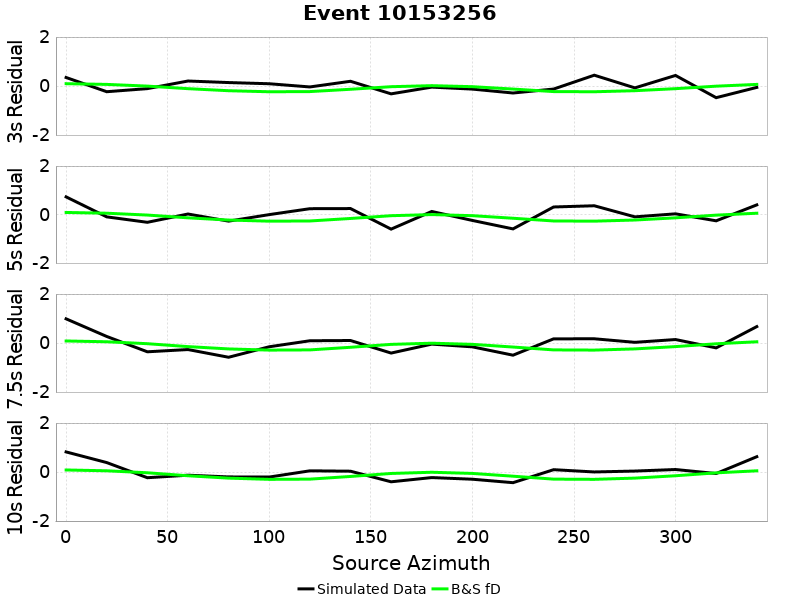 Event 10153256
3s Residual
2
0
-2
5s Residual
2
0
-2
7.5s Residual
2
0
-2
10s Residual
2
0
-2
0 50 100 150 200 250 300
Source Azimuth
Simulated Data B&S fD